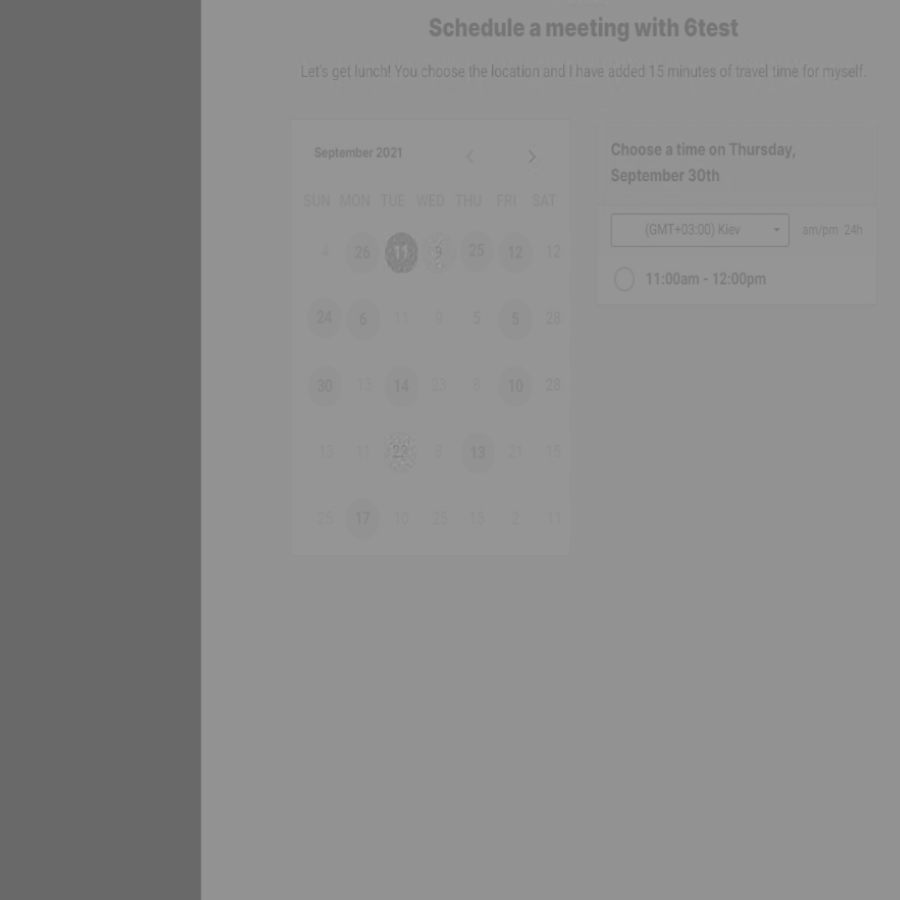 Schedule a meeting with 6test
Let's get lunch! You choose the location and I have added 15 minutes of travel time for myself.
September 2021
SUN MON TUE WED THU FRI SAT
4 26 11 9 25 12 12
24 6 11 9 5 5 28
30 13 14 23 10 28
13 11 22 8 13 21 15
25 17 10 25 15 2 11
Choose a time on Thursday,
September 30th
(GMT+03:00) Kiev am/pm 24h
11:00am - 12:00pm